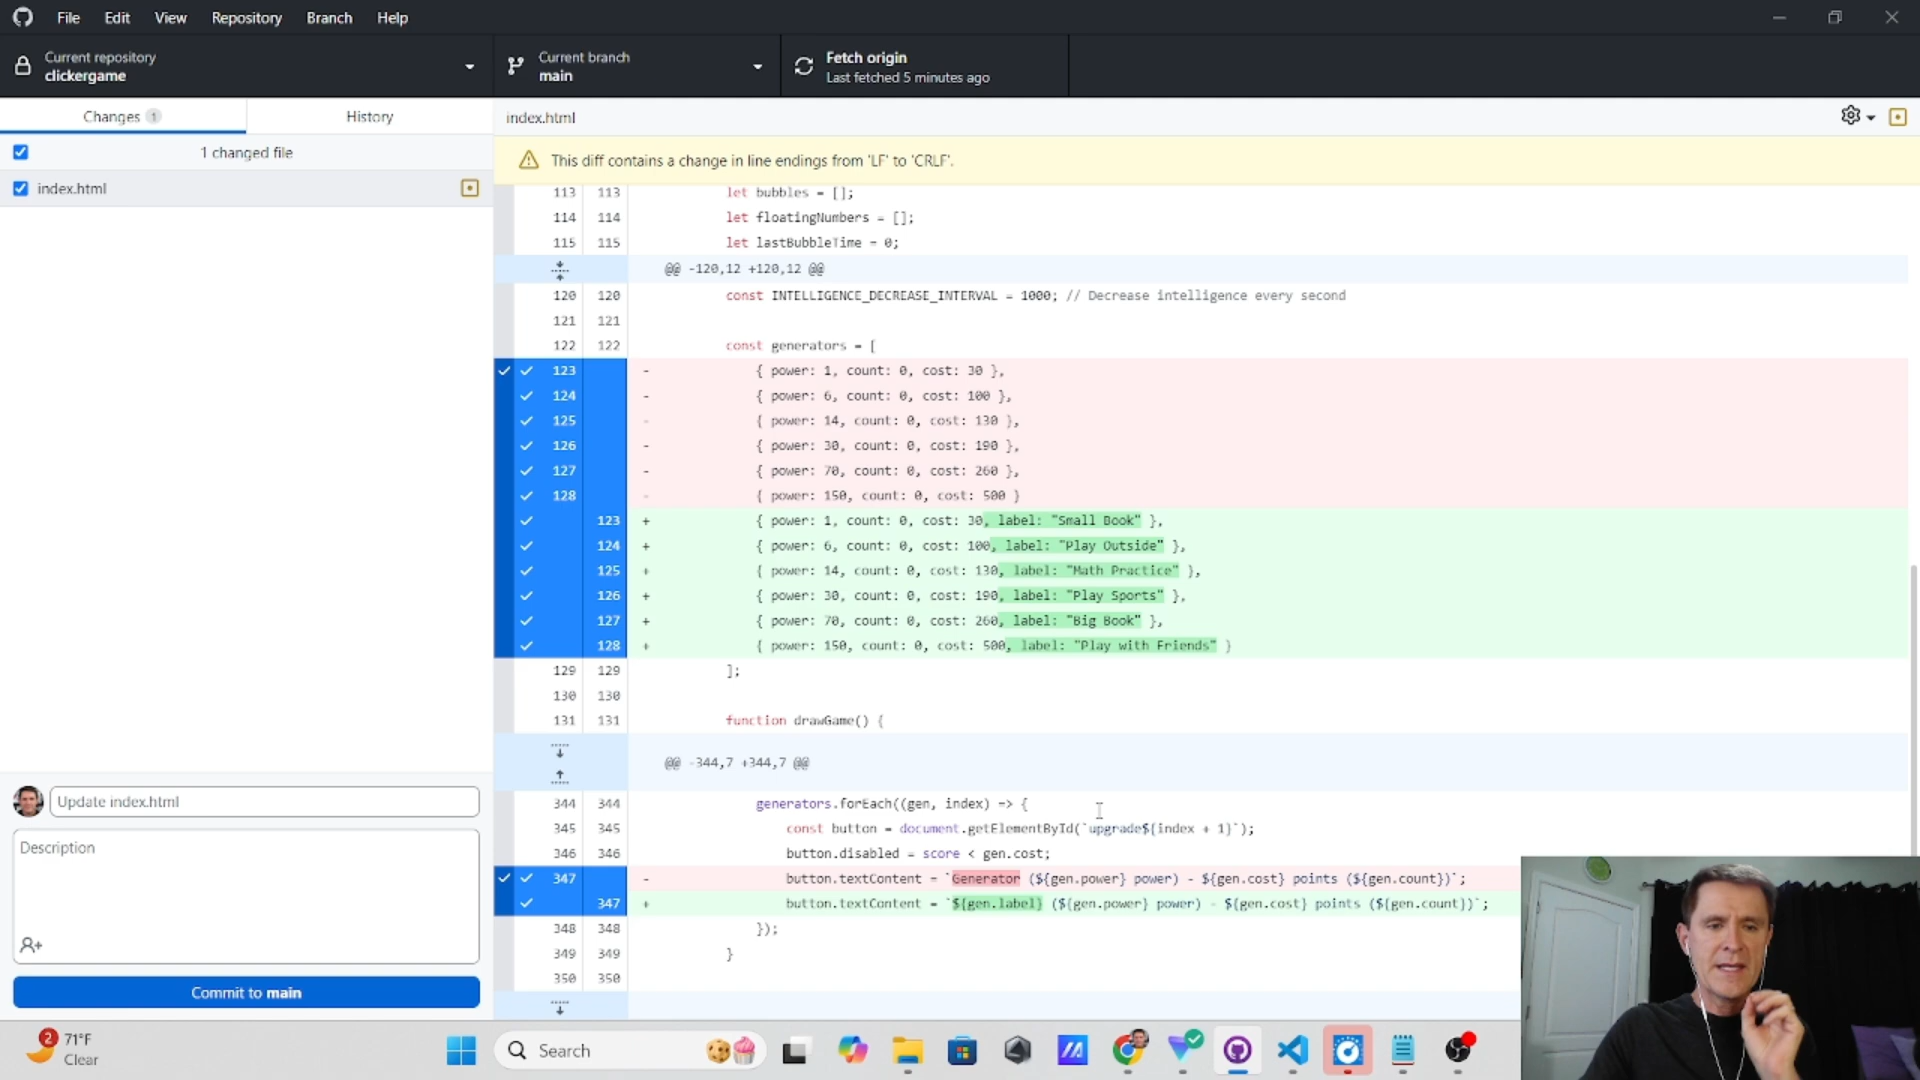 File Edit View Repository Branch Help
Current repository
clickergame
Current branch
main
Fetch origin
Last fetched 5 minutes ago
Changes 1
History
1 changed file
index.html
index.html
This diff contains a change in line endings from 'LF' to 'CRLF'.
113 113 let bubbles = [];
114 114 let floatingNumbers = [];
115 115 let lastBubbleTime = 0;
@@ -120,12 +120,12 @@
120 120 const INTELLIGENCE_DECREASE_INTERVAL = 1000; // Decrease intelligence every second
121 121
122 122 const generators = [
123 - { power: 1, count: 0, cost: 30 },
124 - { power: 6, count: 0, cost: 100 },
125 - { power: 14, count: 0, cost: 130 },
126 - { power: 30, count: 0, cost: 190 },
127 - { power: 70, count: 0, cost: 260 },
128 - { power: 150, count: 0, cost: 500 }
123 + { power: 1, count: 0, cost: 30, label: "Small Book" },
124 + { power: 6, count: 0, cost: 100, label: "Play Outside" },
125 + { power: 14, count: 0, cost: 130, label: "Math Practice" },
126 + { power: 30, count: 0, cost: 190, label: "Play Sports" },
127 + { power: 70, count: 0, cost: 260, label: "Big Book" },
128 + { power: 150, count: 0, cost: 500, label: "Play with Friends" }
129 129 ];
130 130
131 131 function drawGame() {
@@ -344,7 +344,7 @@
344 344 generators.forEach((gen, index) => {
345 345 const button = document.getElementById(`upgrade${index + 1}`);
346 346 button.disabled = score < gen.cost;
347 - button.textContent = `Generator (${gen.power} power) - ${gen.cost} points (${gen.count})`;
347 + button.textContent = `${gen.label} (${gen.power} power) - ${gen.cost} points (${gen.count})`;
348 348 });
349 349 }
350 350
Update index.html
Description
Commit to main
2
71°F
Clear
Search